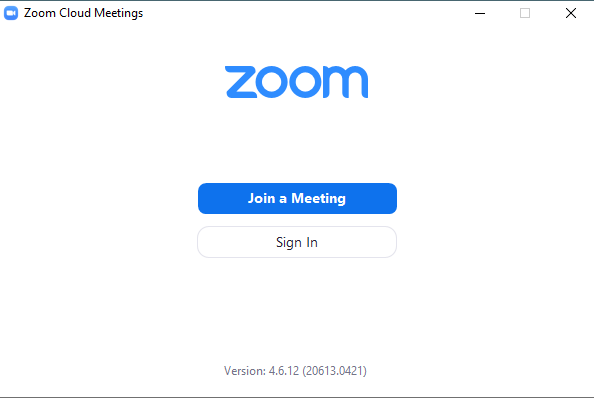 Zoom Cloud Meetings
zoom
Join a Meeting
Sign In
Version: 4.6.12 (20613.0421)